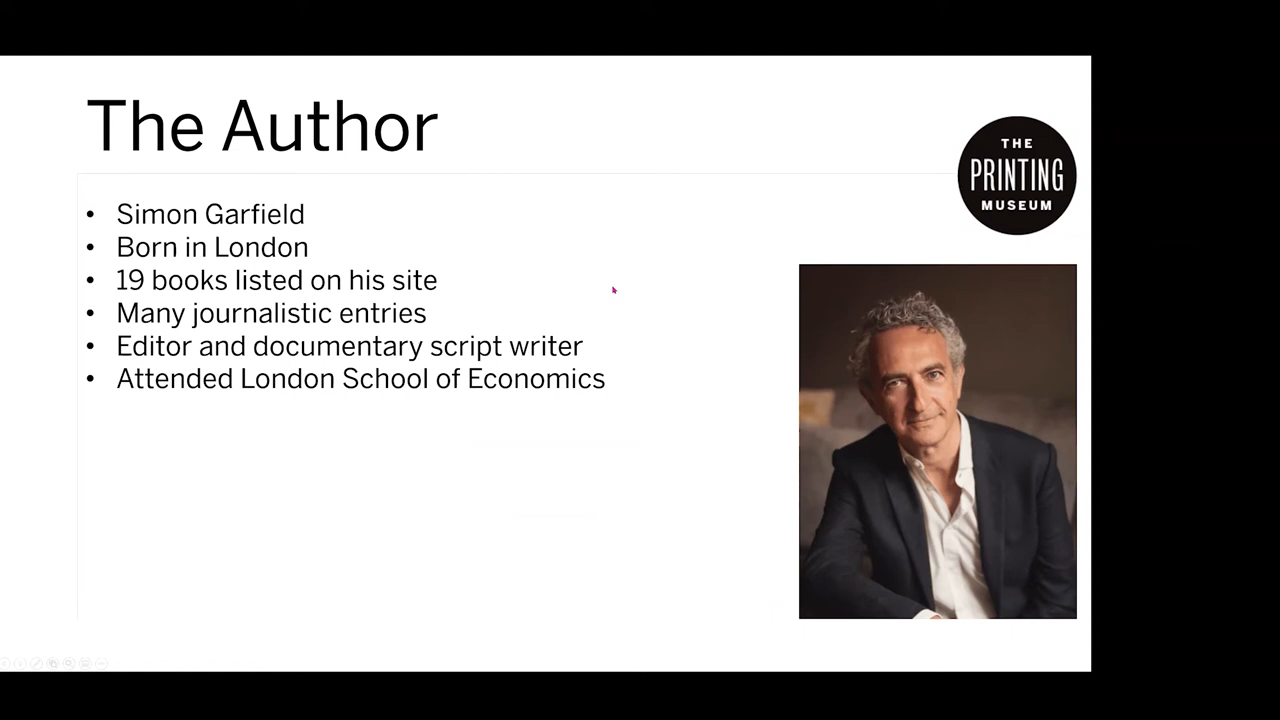 The Author
THE
PRINTING
MUSEUM
• Simon Garfield
• Born in London
• 19 books listed on his site
• Many journalistic entries
• Editor and documentary script writer
• Attended London School of Economics